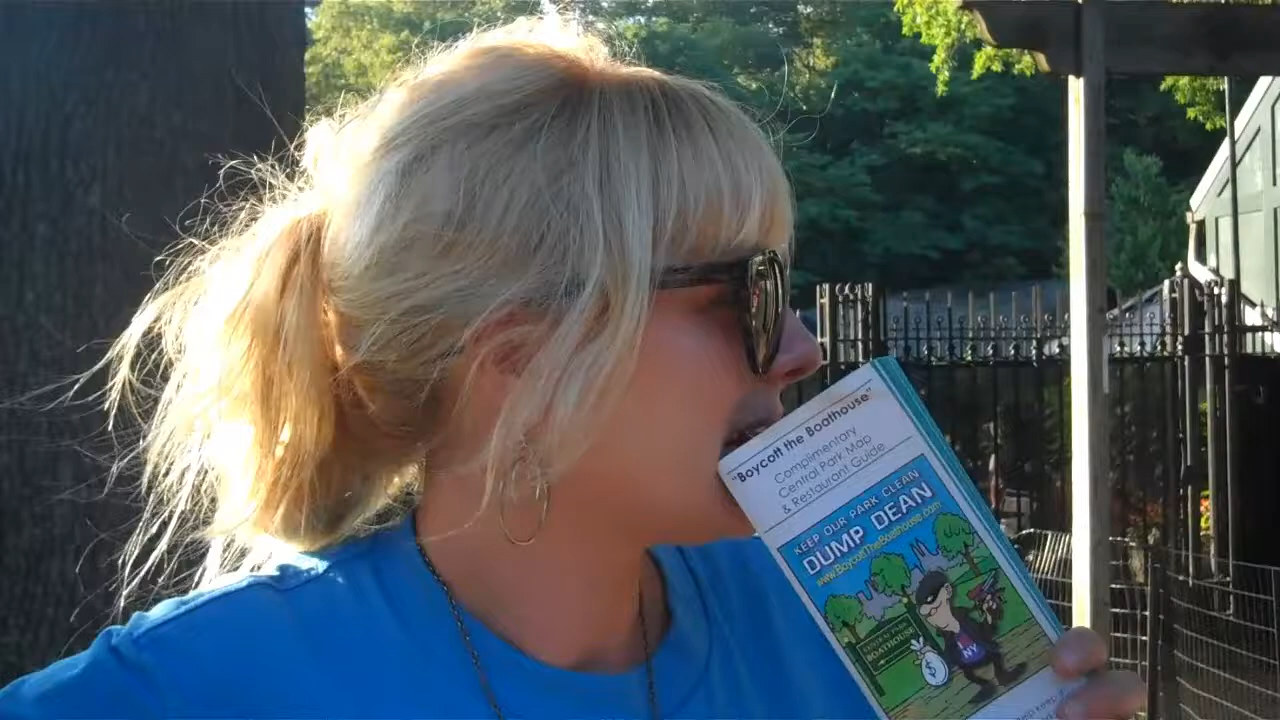 "Boycott the Boathouse"
Complimentary
Central Park Map
& Restaurant Guide
KEEP OUR PARK CLEAN
DUMP DEAN
www.BoycottTheBoathouse.com
CENTRAL PARK
BOATHOUSE
$
NY